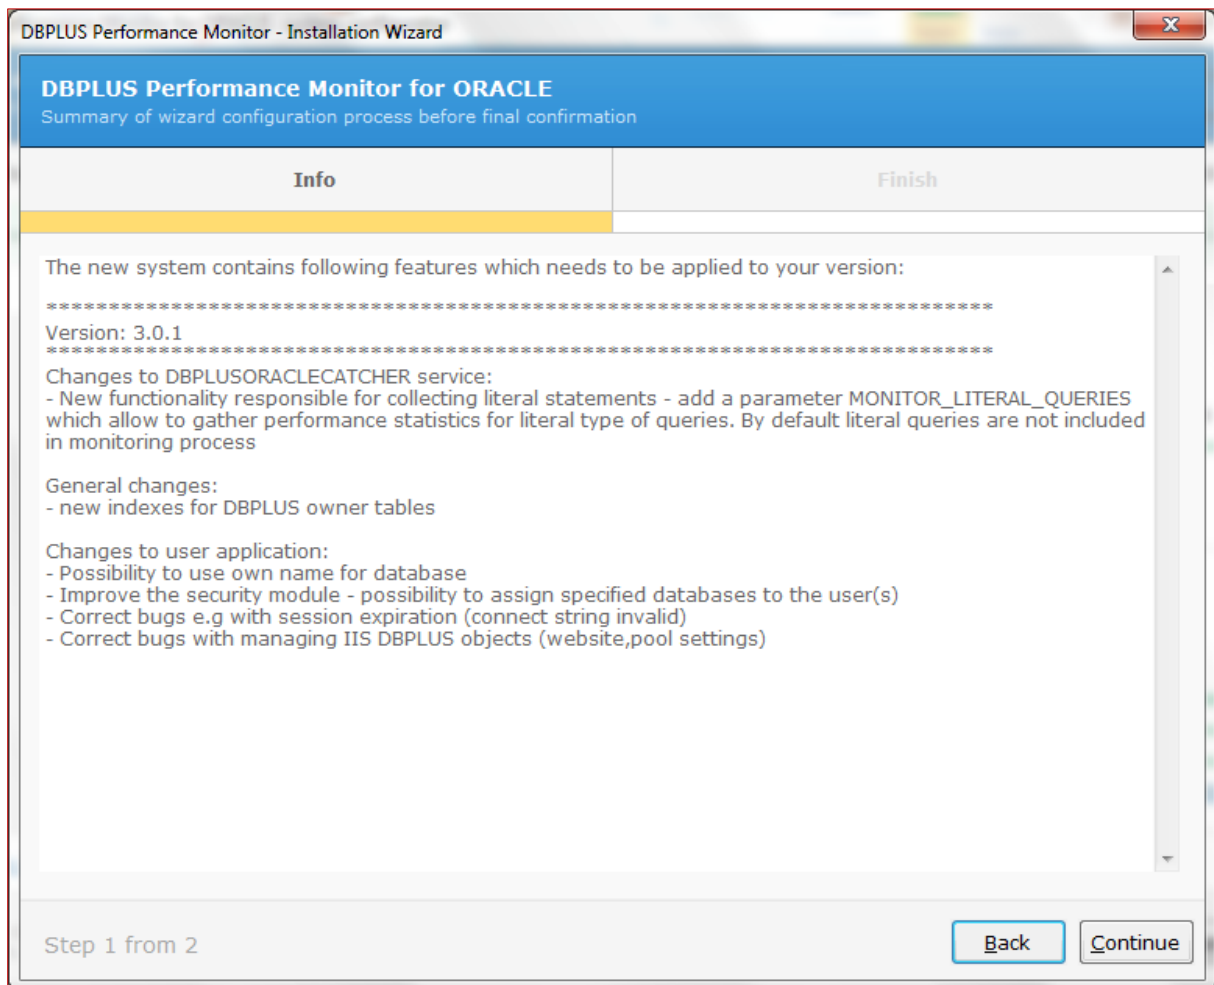 DBPLUS Performance Monitor - Installation Wizard
DBPLUS Performance Monitor for ORACLE
Summary of wizard configuration process before final confirmation
Info
Finish
The new system contains following features which needs to be applied to your version:
******************************************************************************
Version: 3.0.1
******************************************************************************
Changes to DBPLUSORACLECATCHER service:
- New functionality responsible for collecting literal statements - add a parameter MONITOR_LITERAL_QUERIES
which allow to gather performance statistics for literal type of queries. By default literal queries are not included
in monitoring process
General changes:
- new indexes for DBPLUS owner tables
Changes to user application:
- Possibility to use own name for database
- Improve the security module - possibility to assign specified databases to the user(s)
- Correct bugs e.g with session expiration (connect string invalid)
- Correct bugs with managing IIS DBPLUS objects (website,pool settings)
Step 1 from 2
Back
Continue